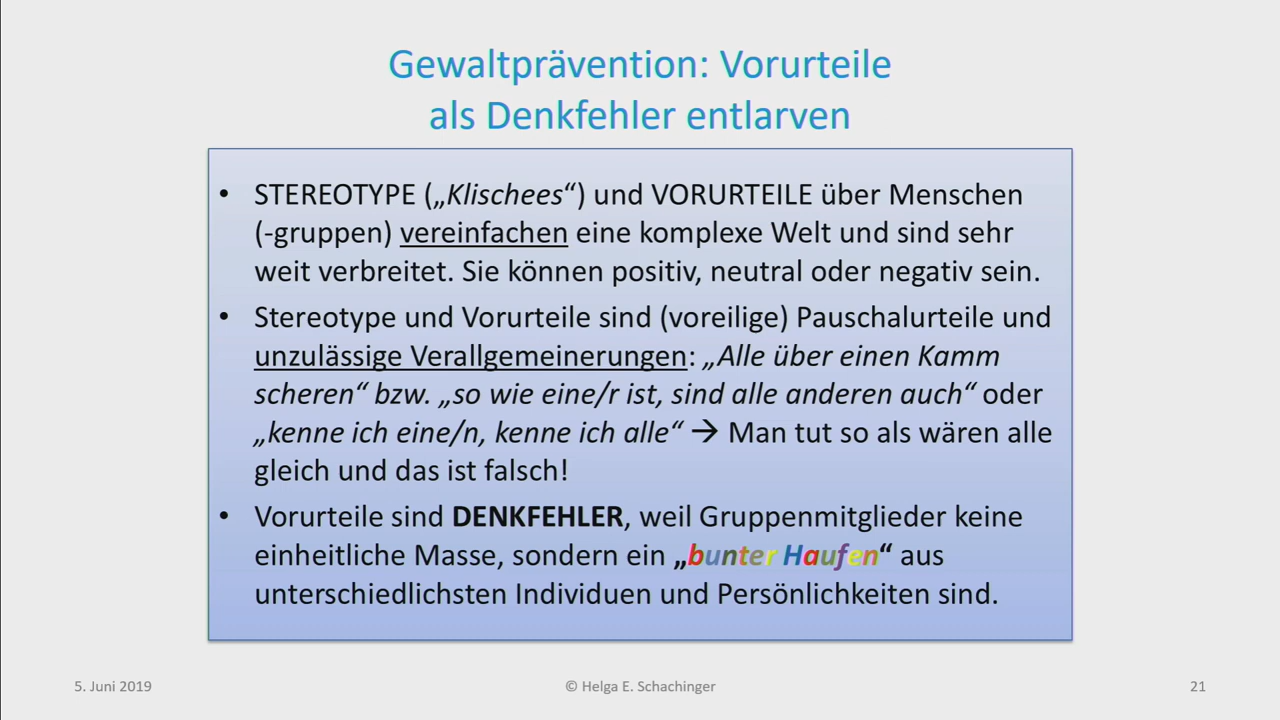 Gewaltprävention: Vorurteile
als Denkfehler entlarven
• STEREOTYPE („Klischees“) und VORURTEILE über Menschen
(-gruppen) vereinfachen eine komplexe Welt und sind sehr
weit verbreitet. Sie können positiv, neutral oder negativ sein.
• Stereotype und Vorurteile sind (voreilige) Pauschalurteile und
unzulässige Verallgemeinerungen: „Alle über einen Kamm
scheren“ bzw. „so wie eine/r ist, sind alle anderen auch“ oder
„kenne ich eine/n, kenne ich alle“ → Man tut so als wären alle
gleich und das ist falsch!
• Vorurteile sind DENKFEHLER, weil Gruppenmitglieder keine
einheitliche Masse, sondern ein „bunter Haufen“ aus
unterschiedlichsten Individuen und Persönlichkeiten sind.
5. Juni 2019
© Helga E. Schachinger
21